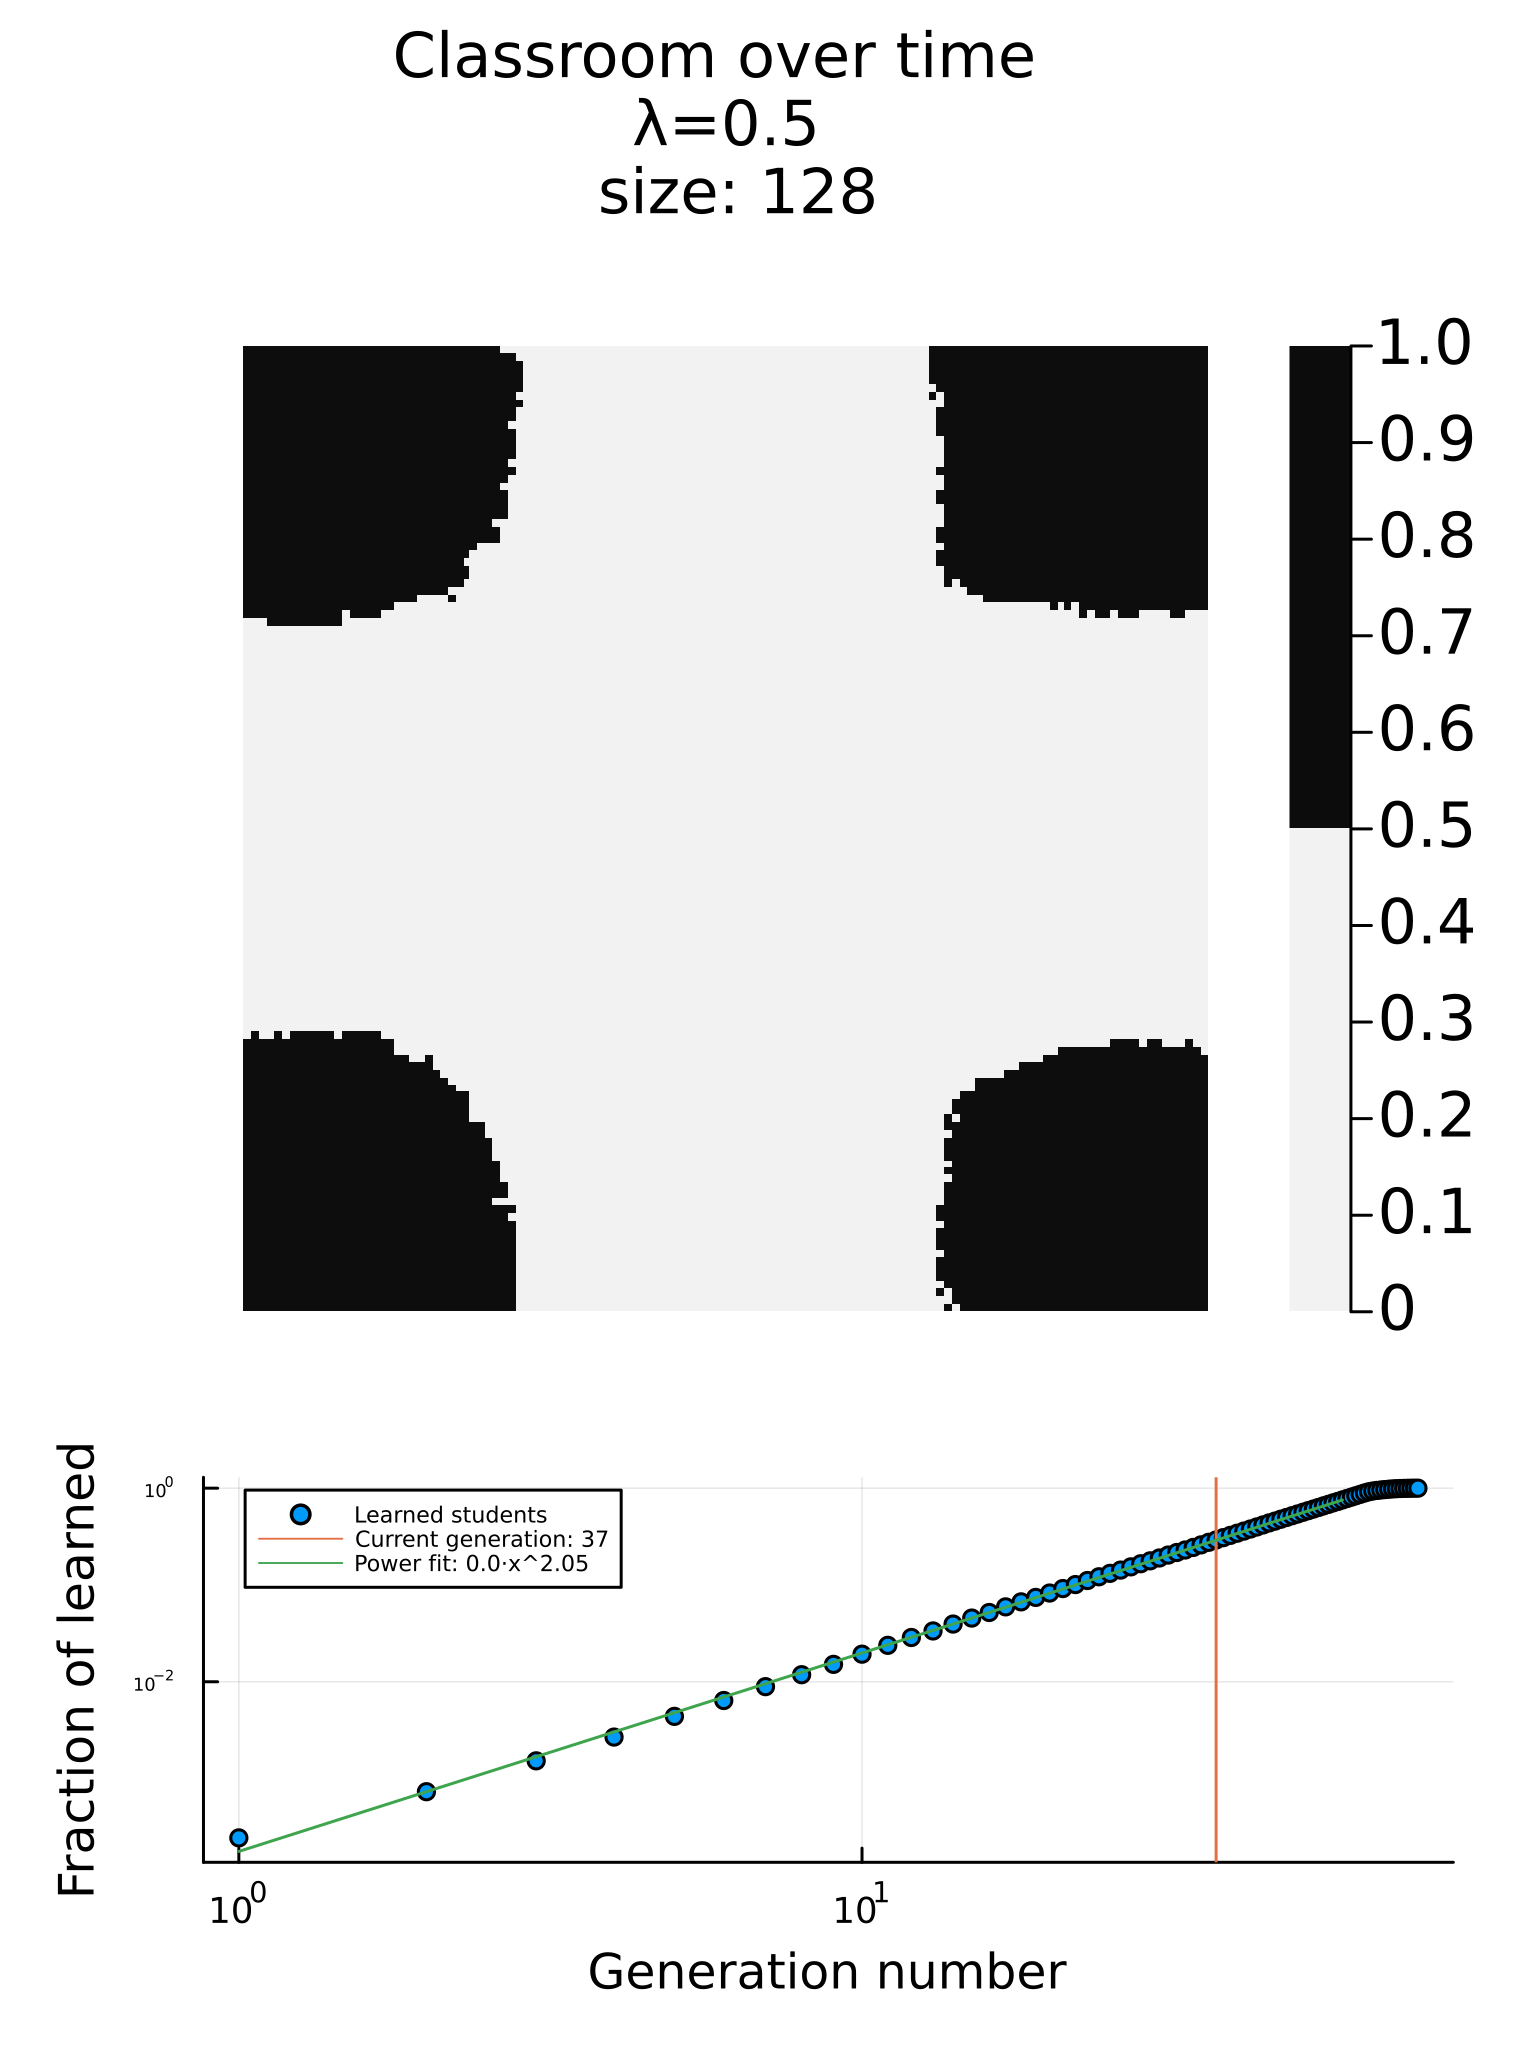 Classroom over time
λ=0.5
size: 128
1.0
0.9
0.8
0.7
0.6
0.5
0.4
0.3
0.2
0.1
0
Fraction of learned
10^0
10^−2
Learned students
Current generation: 37
Power fit: 0.0⋅x^2.05
10^0
10^1
Generation number